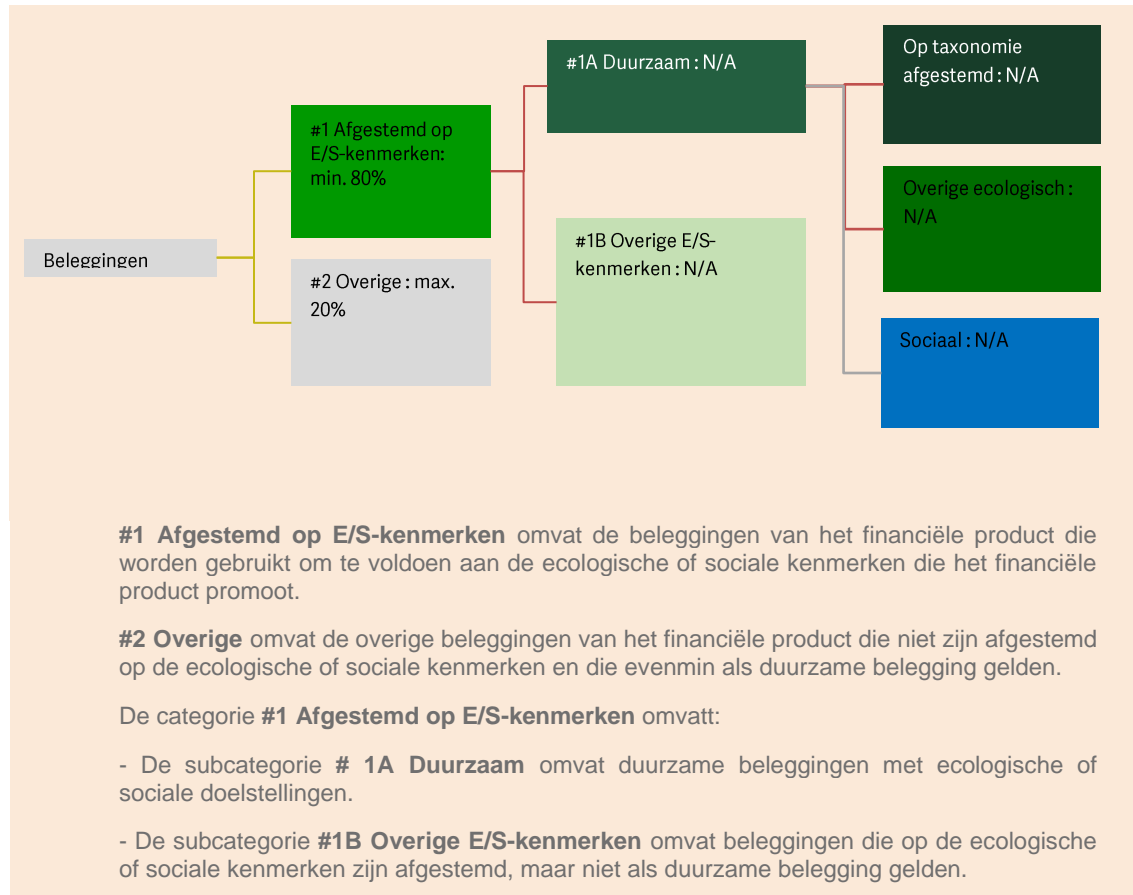 Beleggingen
#1 Afgestemd op
E/S-kenmerken:
min. 80%
#2 Overige : max.
20%
#1A Duurzaam : N/A
#1B Overige E/S-
kenmerken : N/A
Op taxonomie
afgestemd : N/A
Overige ecologisch :
N/A
Sociaal : N/A
#1 Afgestemd op E/S-kenmerken omvat de beleggingen van het financiële product die
worden gebruikt om te voldoen aan de ecologische of sociale kenmerken die het financiële
product promoot.
#2 Overige omvat de overige beleggingen van het financiële product die niet zijn afgestemd
op de ecologische of sociale kenmerken en die evenmin als duurzame belegging gelden.
De categorie #1 Afgestemd op E/S-kenmerken omvatt:
- De subcategorie # 1A Duurzaam omvat duurzame beleggingen met ecologische of
sociale doelstellingen.
- De subcategorie #1B Overige E/S-kenmerken omvat beleggingen die op de ecologische
of sociale kenmerken zijn afgestemd, maar niet als duurzame belegging gelden.